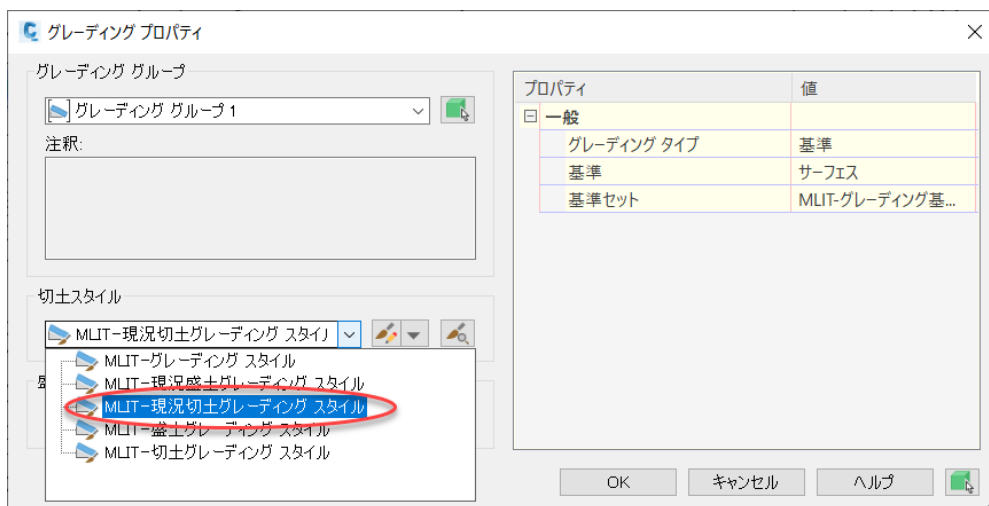 グレーディング プロパティ
グレーディング グループ
グレーディング グループ 1
注釈:
切土スタイル
MLIT-現況切土グレーディング スタイル
MLIT-グレーディング スタイル
MLIT-現況盛土グレーディング スタイル
MLIT-現況切土グレーディング スタイル
MLIT-盛土グレーディング スタイル
MLIT-切土グレーディング スタイル
プロパティ 値
一般
グレーディング タイプ 基準
基準 サーフェス
基準セット MLIT-グレーディング基...
OK キャンセル ヘルプ